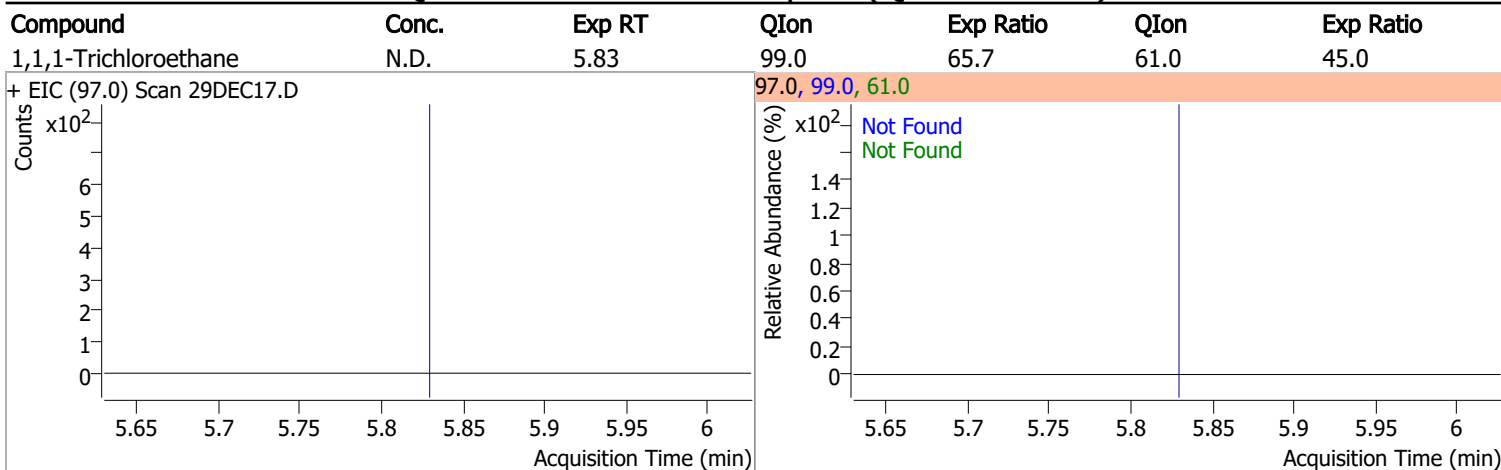 Compound Conc. Exp RT QIon Exp Ratio QIon Exp Ratio
1,1,1-Trichloroethane N.D. 5.83 99.0 65.7 61.0 45.0
+ EIC (97.0) Scan 29DEC17.D
Counts
x10²
6
5
4
3
2
1
0
5.65 5.7 5.75 5.8 5.85 5.9 5.95 6
Acquisition Time (min)
97.0, 99.0, 61.0
Relative Abundance (%)
x10²
Not Found
Not Found
1.4
1.2
1
0.8
0.6
0.4
0.2
0
5.65 5.7 5.75 5.8 5.85 5.9 5.95 6
Acquisition Time (min)